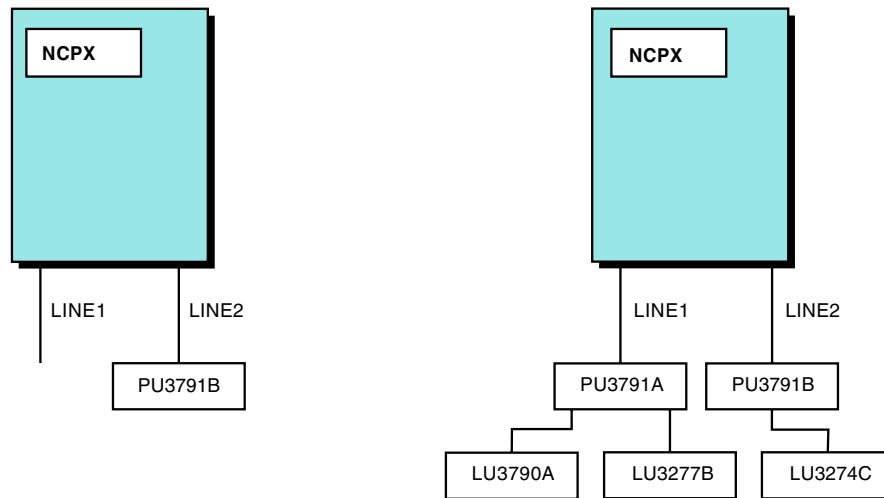 NCPX
LINE1
LINE2
PU3791B
NCPX
LINE1
LINE2
PU3791A
PU3791B
LU3790A
LU3277B
LU3274C